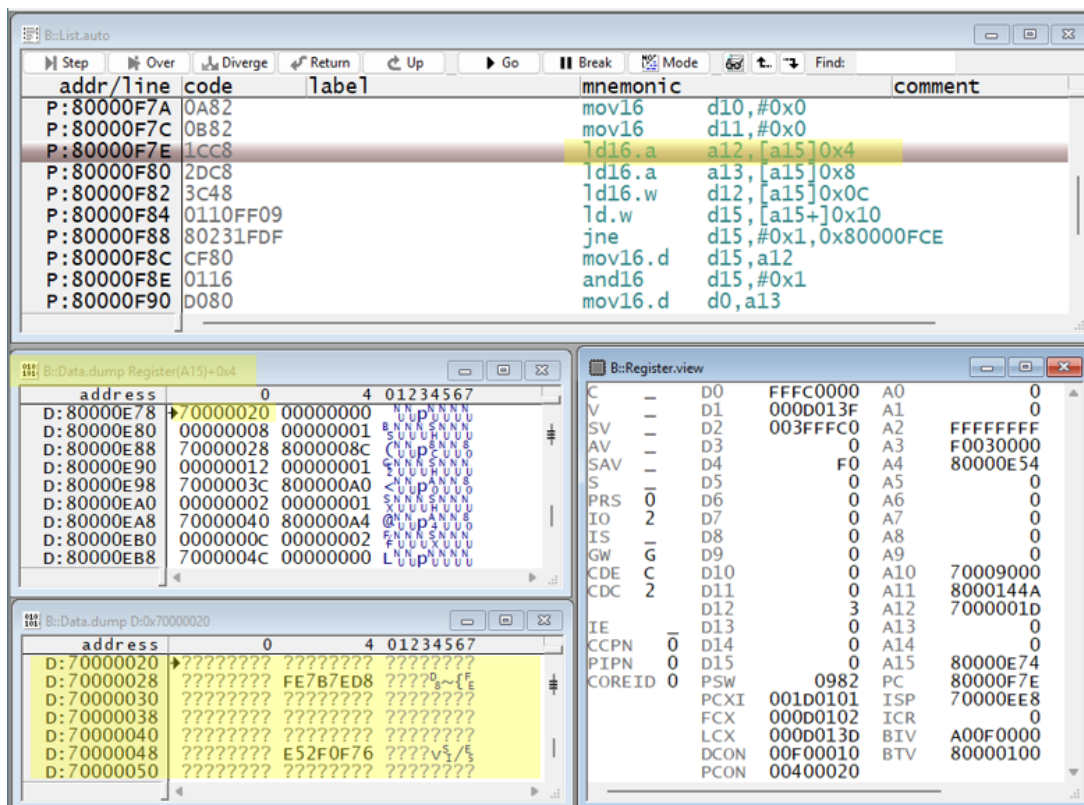 B::List.auto
Step Over Diverge Return Up Go Break Mode Find:
addr/line code label mnemonic comment
P:80000F7A 0A82 mov16 d10,#0x0
P:80000F7C 0B82 mov16 d11,#0x0
P:80000F7E 1CC8 ld16.a a12,[a15]0x4
P:80000F80 2DC8 ld16.a a13,[a15]0x8
P:80000F82 3C48 ld16.w d12,[a15]0x0C
P:80000F84 0110FF09 ld.w d15,[a15+]0x10
P:80000F88 80231FDF jne d15,#0x1,0x80000FCE
P:80000F8C CF80 mov16.d d15,a12
P:80000F8E 0116 and16 d15,#0x1
P:80000F90 D080 mov16.d d0,a13
B::Data.dump Register(A15)+0x4
address 0 4 01234567
D:80000E78 70000020 00000000
D:80000E80 00000008 00000001
D:80000E88 70000028 8000008C
D:80000E90 00000012 00000001
D:80000E98 7000003C 800000A0
D:80000EA0 00000002 00000001
D:80000EA8 70000040 800000A4
D:80000EB0 0000000C 00000002
D:80000EB8 7000004C 00000000
B::Data.dump D:0x70000020
address 0 4 01234567
D:70000020 ???????? ???????? ????????
D:70000028 ???????? FE7B7ED8
D:70000030 ???????? ???????? ????????
D:70000038 ???????? ???????? ????????
D:70000040 ???????? ???????? ????????
D:70000048 ???????? E52F0F76
D:70000050 ???????? ???????? ????????
B::Register.view
C _ D0 FFFC0000 A0 0
V _ D1 000D013F A1 0
SV _ D2 003FFFC0 A2 FFFFFFFF
AV _ D3 0 A3 F0030000
SAV _ D4 F0 A4 80000E54
S _ D5 0 A5 0
PRS 0 D6 0 A6 0
IO 2 D7 0 A7 0
IS _ D8 0 A8 0
GW G D9 0 A9 0
CDE C D10 0 A10 70009000
CDC 2 D11 0 A11 8000144A
D12 3 A12 7000001D
IE _ D13 0 A13 0
CCPN 0 D14 0 A14 0
PIPN 0 D15 0 A15 80000E74
COREID 0 PSW 0982 PC 80000F7E
PCXI 001D0101 ISP 70000EE8
FCX 000D0102 ICR 0
LCX 000D013D BIV A00F0000
DCON 00F00010 BTV 80000100
PCON 00400020